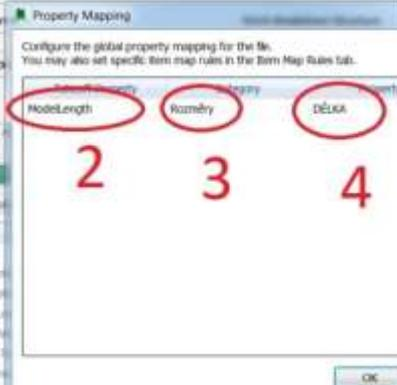 Property Mapping
Configure the global property mapping for the file.
You may also set specific item map rules in the Item Map Rules tab.
Category
ModelLength Rozměry DÉLKA
2 3 4
OK